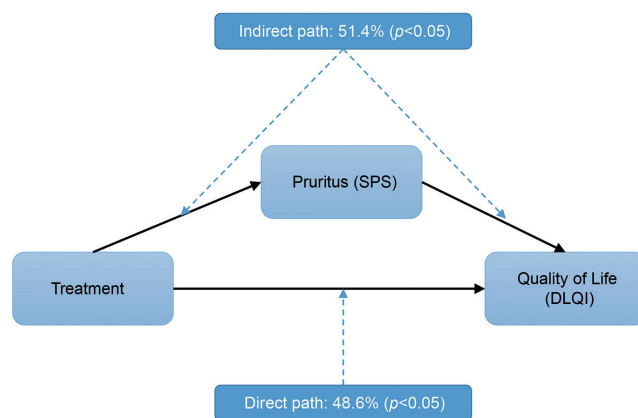 Indirect path: 51.4% (p<0.05)
Pruritus (SPS)
Treatment
Quality of Life
(DLQI)
Direct path: 48.6% (p<0.05)